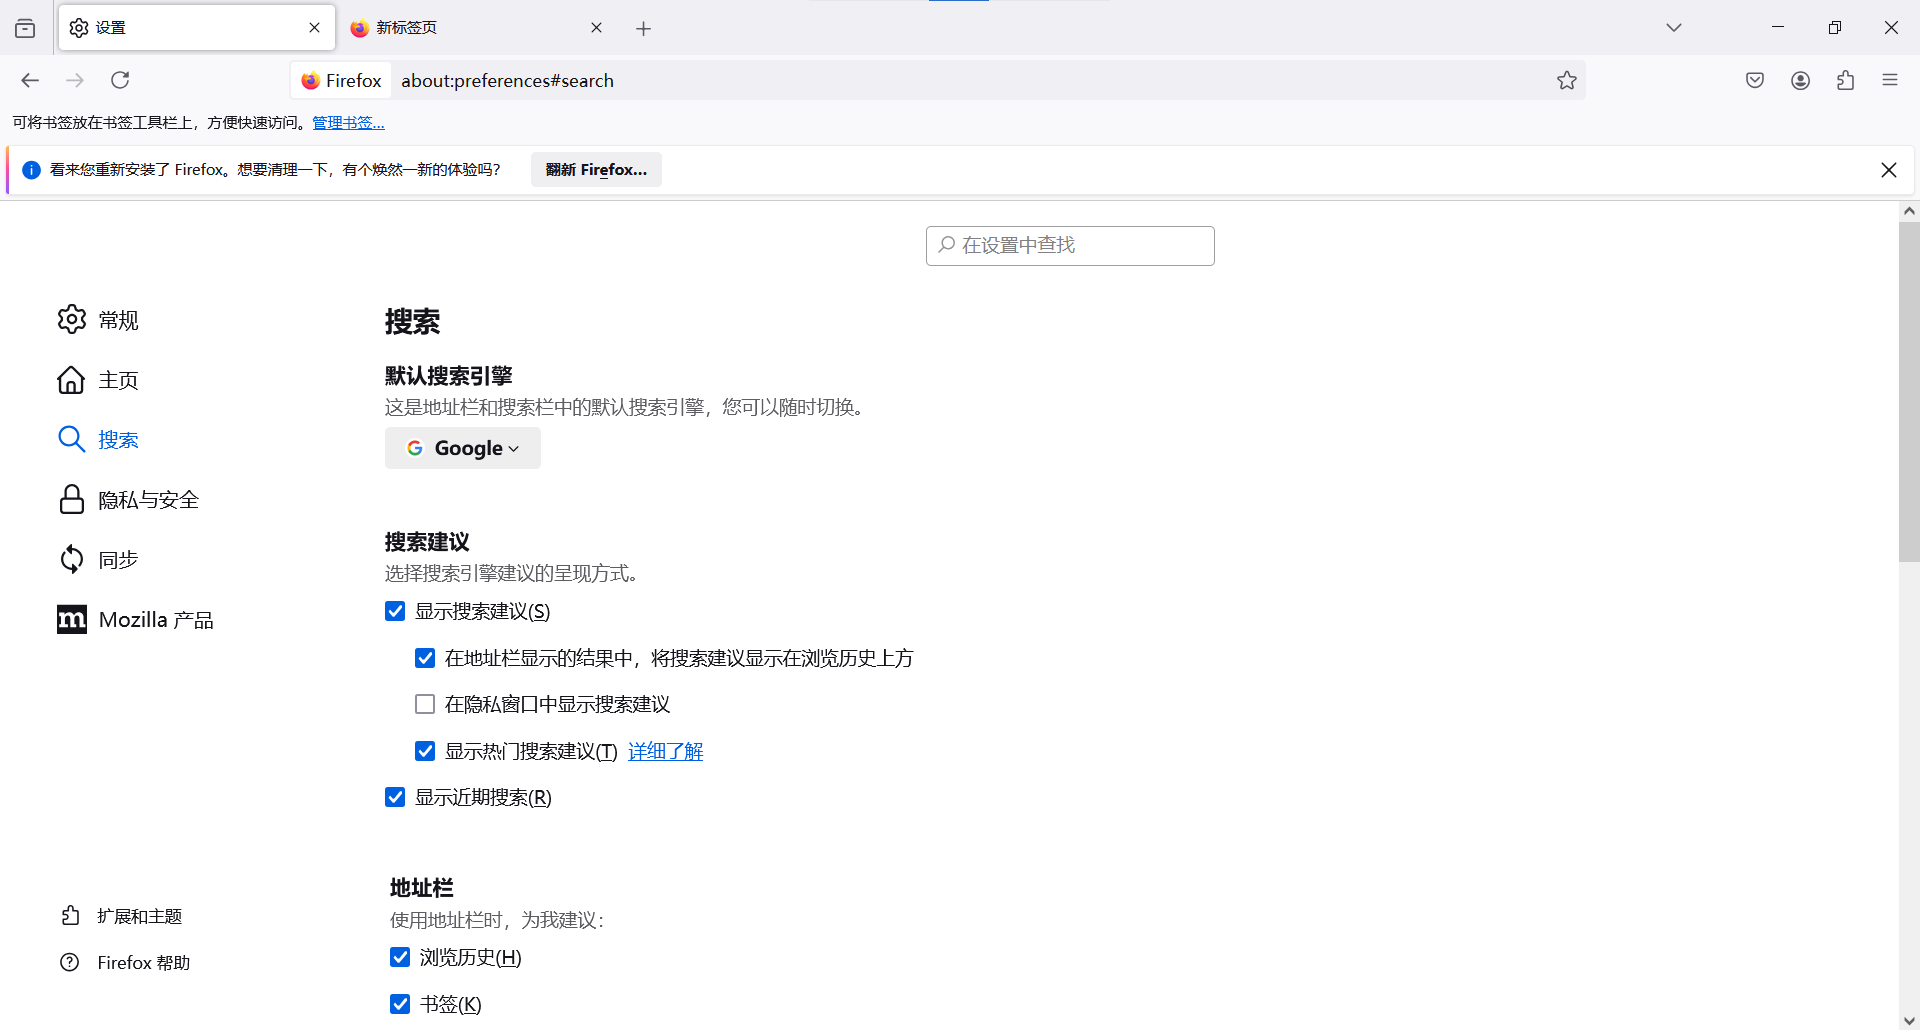 设置
新标签页
Firefox about:preferences#search
可将书签放在书签工具栏上，方便快速访问。管理书签...
看来您重新安装了 Firefox。想要清理一下，有个焕然一新的体验吗？ 翻新 Firefox...
在设置中查找
常规
主页
搜索
隐私与安全
同步
m Mozilla 产品
扩展和主题
Firefox 帮助
搜索
默认搜索引擎
这是地址栏和搜索栏中的默认搜索引擎，您可以随时切换。
Google
搜索建议
选择搜索引擎建议的呈现方式。
显示搜索建议(S)
在地址栏显示的结果中，将搜索建议显示在浏览历史上方
在隐私窗口中显示搜索建议
显示热门搜索建议(T) 详细了解
显示近期搜索(R)
地址栏
使用地址栏时，为我建议：
浏览历史(H)
书签(K)